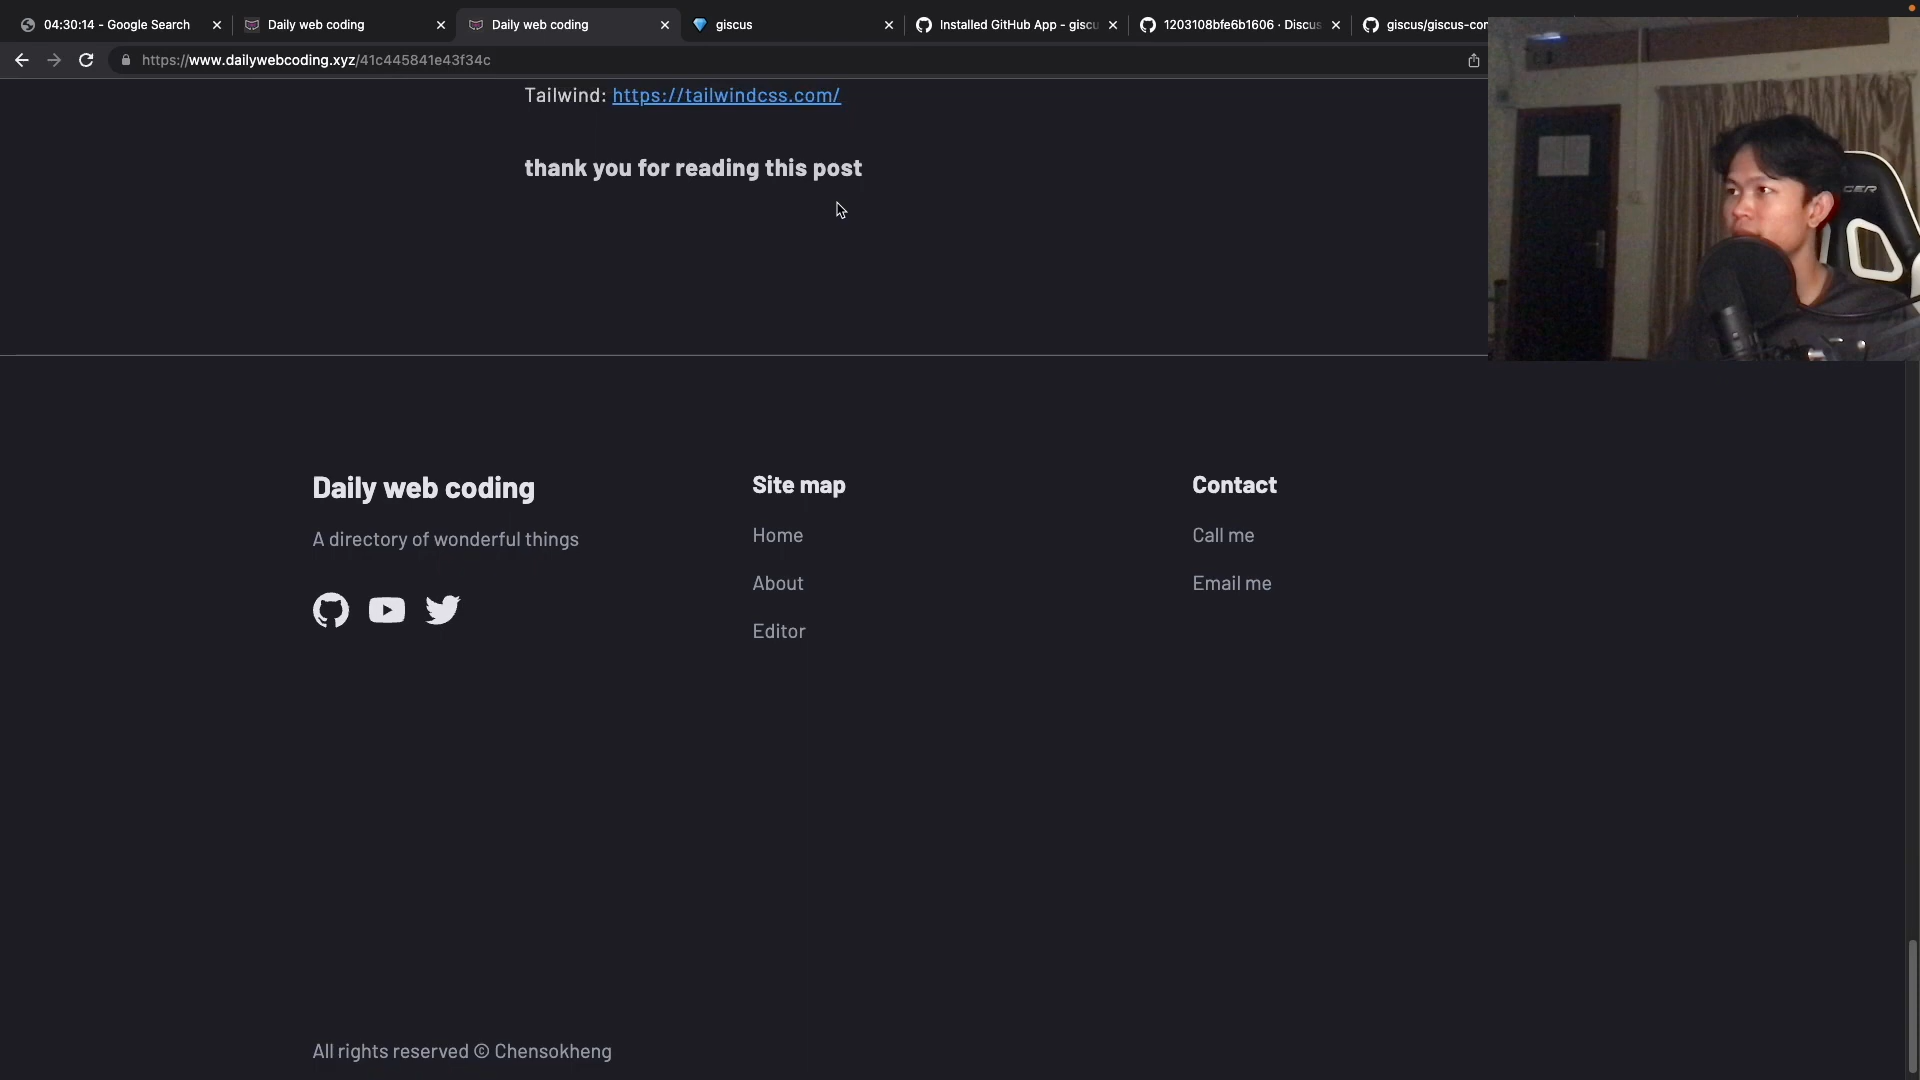 04:30:14 - Google Search
Daily web coding
Daily web coding
giscus
Installed GitHub App - giscu
1203108bfe6b1606 · Discus
giscus/giscus-con
https://www.dailywebcoding.xyz/41c445841e43f34c
Tailwind: https://tailwindcss.com/
thank you for reading this post
Daily web coding
A directory of wonderful things
Site map
Home
About
Editor
Contact
Call me
Email me
All rights reserved © Chensokheng